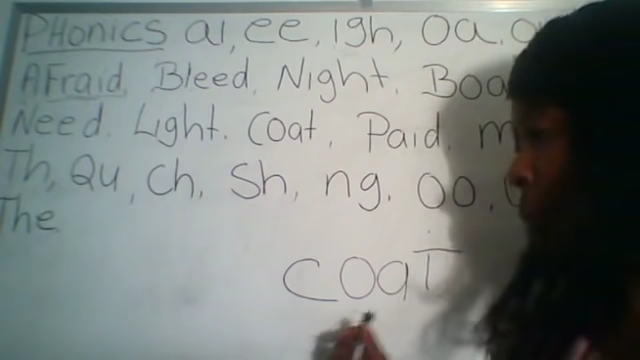 PHonics ai, ee, igh, Oa.
AFraid. Bleed. Night.
Need. Light. Coat. Paid.
Th, Qu, Ch, Sh, ng, OO,
The
COaT